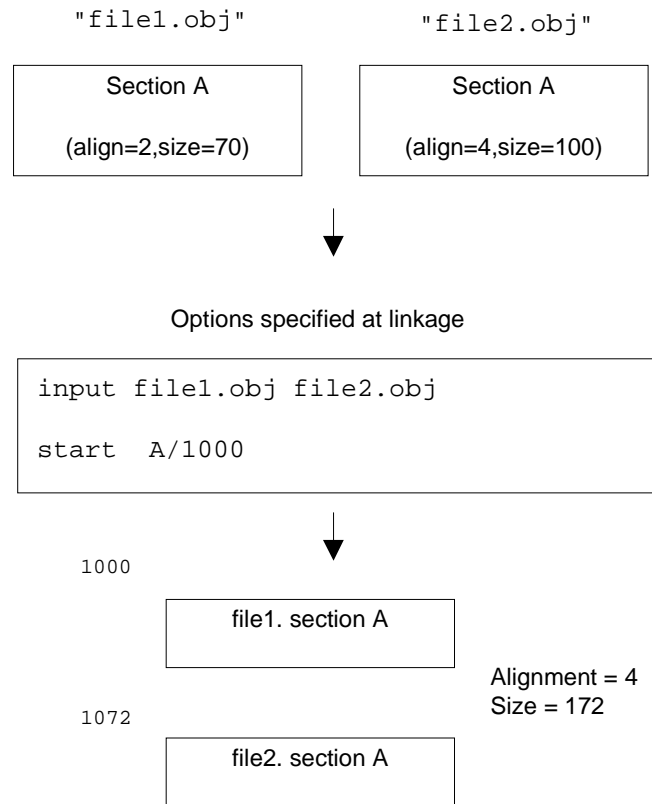 "file1.obj" "file2.obj"
Section A Section A
(align=2,size=70) (align=4,size=100)
Options specified at linkage
input file1.obj file2.obj
start A/1000
1000
file1. section A
Alignment = 4
Size = 172
1072
file2. section A